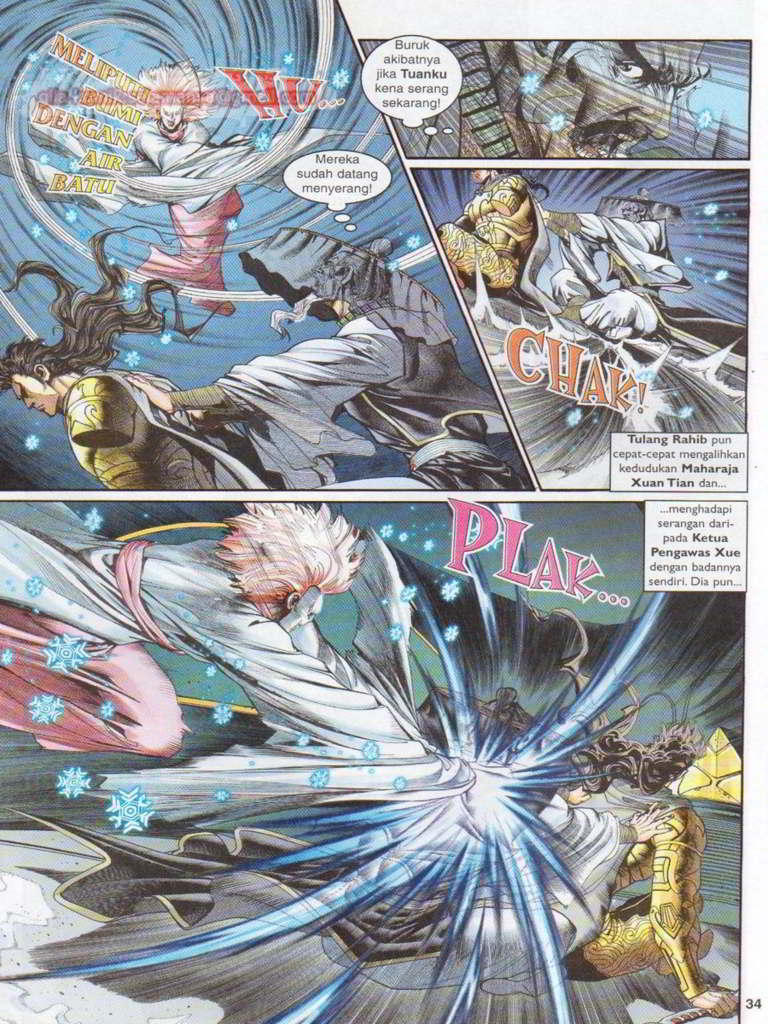 MELIPUTI
BUMI
DENGAN
AIR
BATU
HU...
Mereka
sudah datang
menyerang!
Buruk
akibatnya
jika Tuanku
kena serang
sekarang!
CHAK!
Tulang Rahib pun
cepat-cepat mengalihkan
kedudukan Maharaja
Xuan Tian dan...
PLAK...
...menghadapi
serangan dari-
pada Ketua
Pengawas Xue
dengan badannya
sendiri. Dia pun...
34